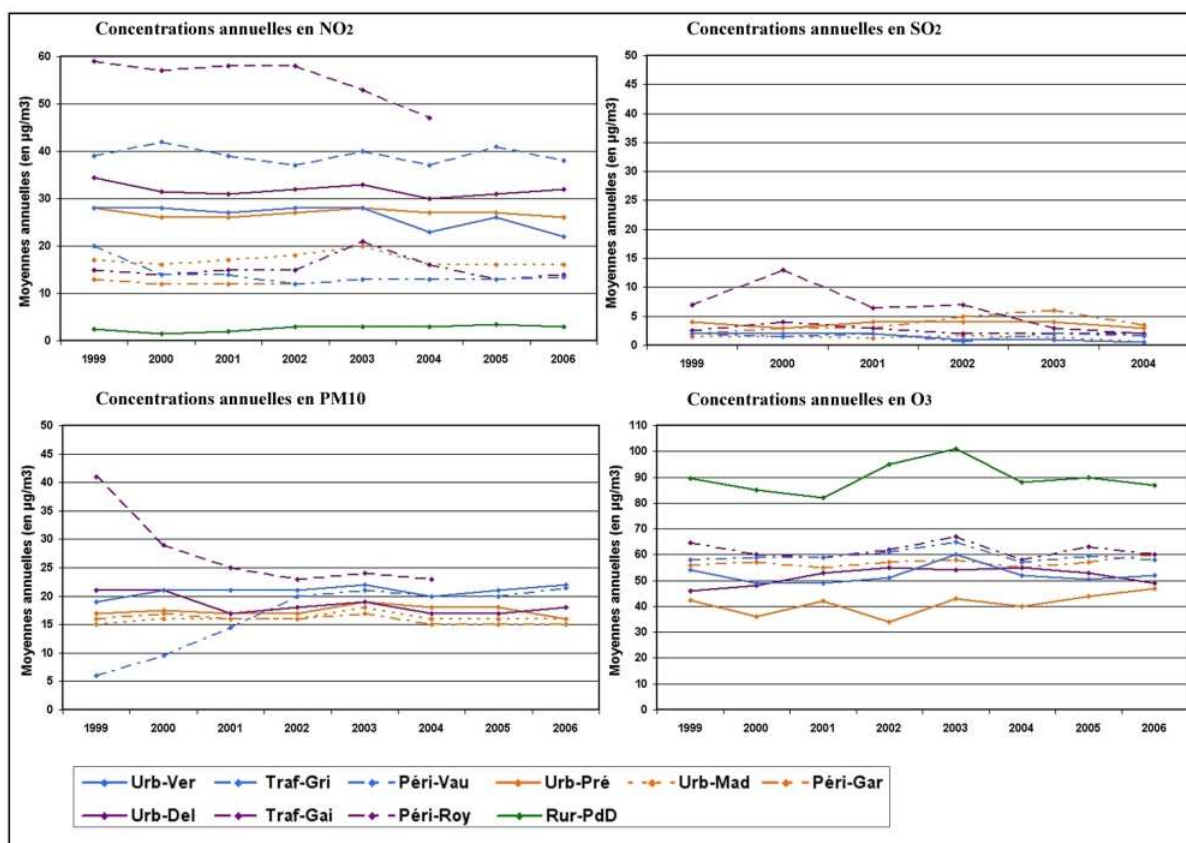 Concentrations annuelles en NO2
Moyennes annuelles (en µg/m3)
60
50
40
30
20
10
0
1999 2000 2001 2002 2003 2004 2005 2006
Concentrations annuelles en SO2
Moyennes annuelles (en µg/m3)
50
45
40
35
30
25
20
15
10
5
0
1999 2000 2001 2002 2003 2004
Concentrations annuelles en PM10
Moyennes annuelles (en µg/m3)
50
45
40
35
30
25
20
15
10
5
0
1999 2000 2001 2002 2003 2004 2005 2006
Concentrations annuelles en O3
Moyennes annuelles (en µg/m3)
110
100
90
80
70
60
50
40
30
20
10
0
1999 2000 2001 2002 2003 2004 2005 2006
Urb-Ver Traf-Gri Péri-Vau Urb-Pré Urb-Mad Péri-Gar
Urb-Del Traf-Gai Péri-Roy Rur-PdD